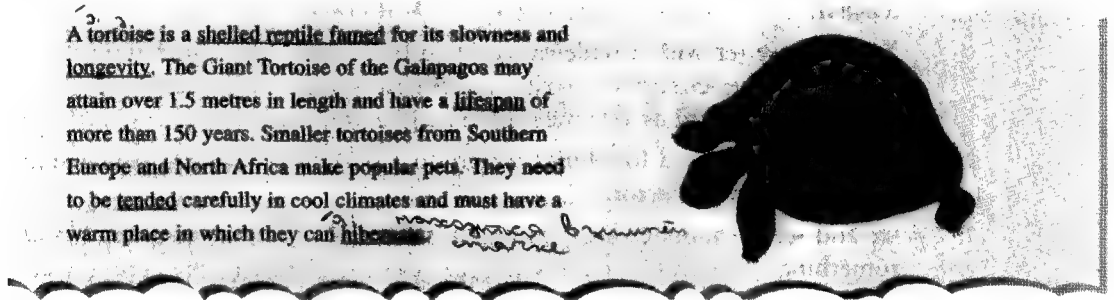 A tortoise is a shelled reptile famed for its slowness and
longevity. The Giant Tortoise of the Galapagos may
attain over 1.5 metres in length and have a lifespan of
more than 150 years. Smaller tortoises from Southern
Europe and North Africa make popular pets. They need
to be tended carefully in cool climates and must have a
warm place in which they can hibernate.